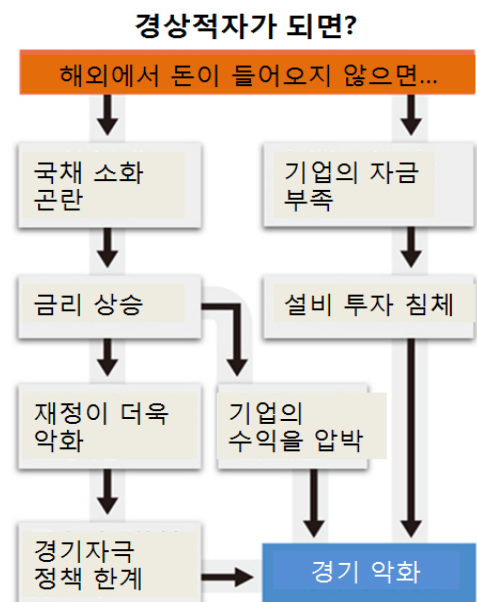 경상적자가 되면?
해외에서 돈이 들어오지 않으면...
국채 소화
곤란
기업의 자금
부족
금리 상승
설비 투자 침체
재정이 더욱
악화
기업의
수익을 압박
경기자극
정책 한계
경기 악화